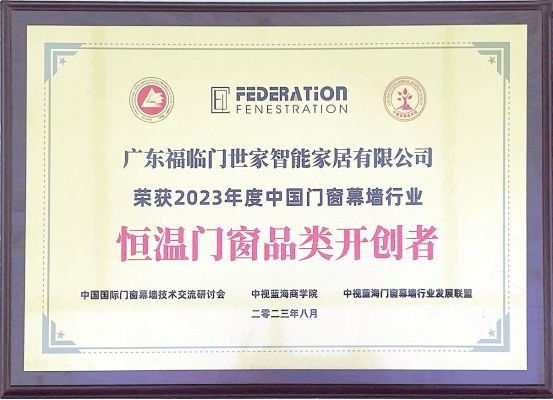 FEDERATION
FENESTRATION
广东福临门世家智能家居有限公司
荣获2023年度中国门窗幕墙行业
恒温门窗品类开创者
中国国际门窗幕墙技术交流研讨会 中视蓝海商学院 中视蓝海门窗幕墙行业发展联盟
二零二三年八月